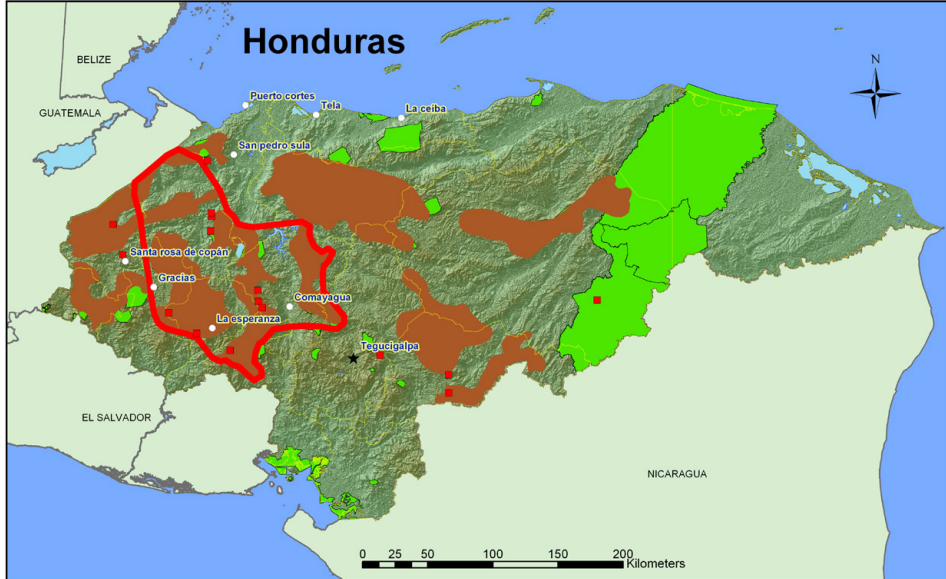 Honduras
BELIZE
N
Puerto cortes
Tela
La ceiba
GUATEMALA
San pedro sula
Santa rosa de copán
Gracias
Comayagua
La esperanza
Tegucigalpa
EL SALVADOR
NICARAGUA
0 25 50 100 150 200
Kilometers